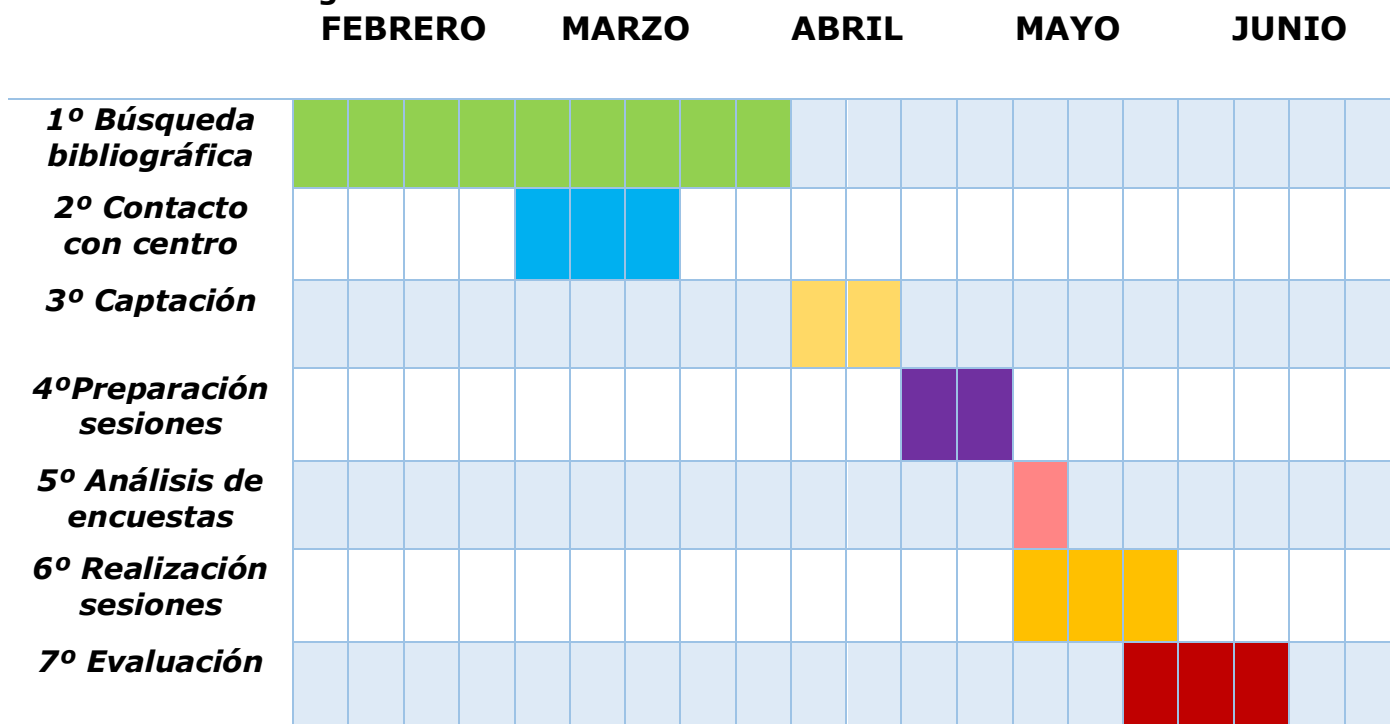 FEBRERO MARZO ABRIL MAYO JUNIO
1º Búsqueda
bibliográfica
2º Contacto
con centro
3º Captación
4ºPreparación
sesiones
5º Análisis de
encuestas
6º Realización
sesiones
7º Evaluación